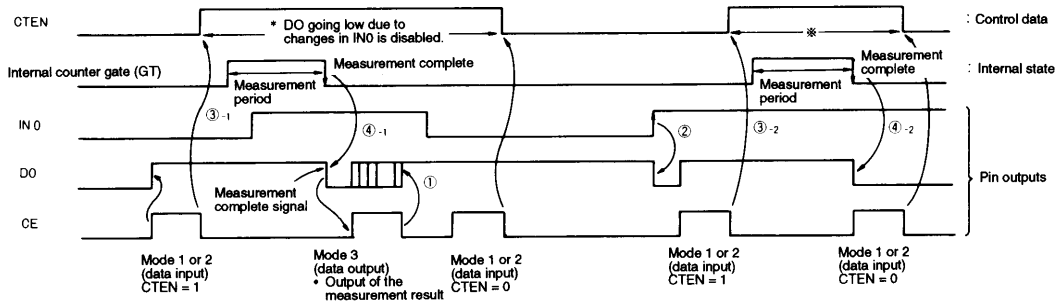 CTEN
* DO going low due to
changes in IN0 is disabled.
※
: Control data
Internal counter gate (GT)
Measurement complete
Measurement
period
Measurement
complete
Measurement
period
: Internal state
③-1
IN 0
④-1
②
③-2
④-2
DO
Measurement
complete signal
①
Pin outputs
CE
Mode 1 or 2
(data input)
CTEN = 1
Mode 3
(data output)
• Output of the
measurement result
Mode 1 or 2
(data input)
CTEN = 0
Mode 1 or 2
(data input)
CTEN = 1
Mode 1 or 2
(data input)
CTEN = 0